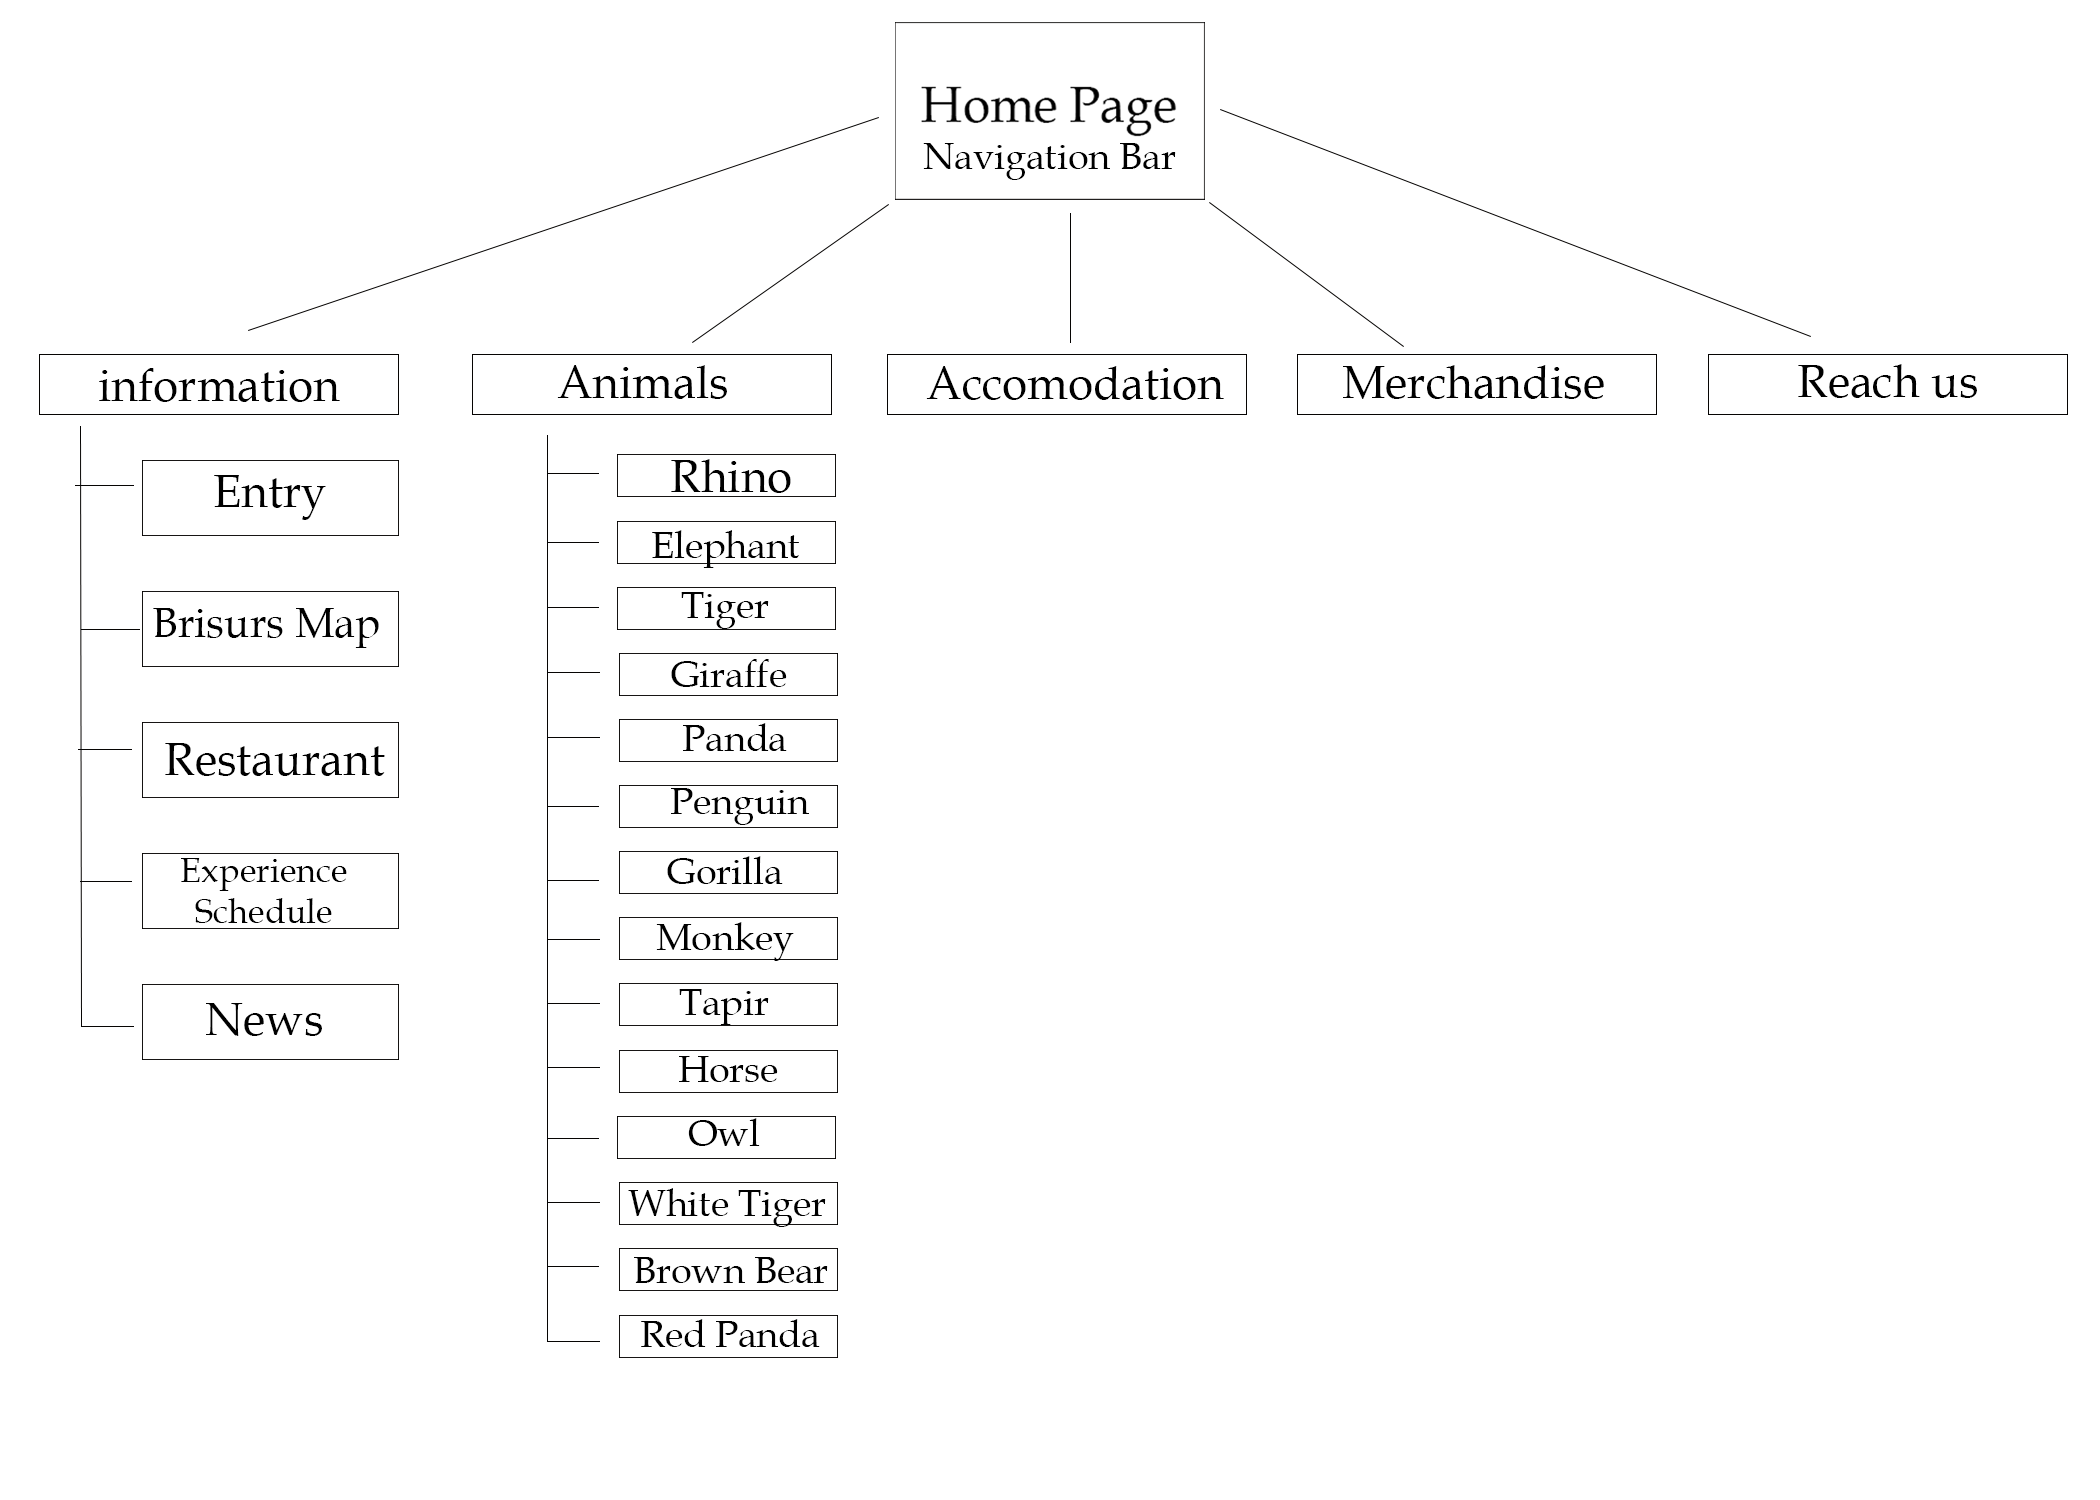 Home Page
Navigation Bar
information
Animals
Accomodation
Merchandise
Reach us
Entry
Brisurs Map
Restaurant
Experience
Schedule
News
Rhino
Elephant
Tiger
Giraffe
Panda
Penguin
Gorilla
Monkey
Tapir
Horse
Owl
White Tiger
Brown Bear
Red Panda